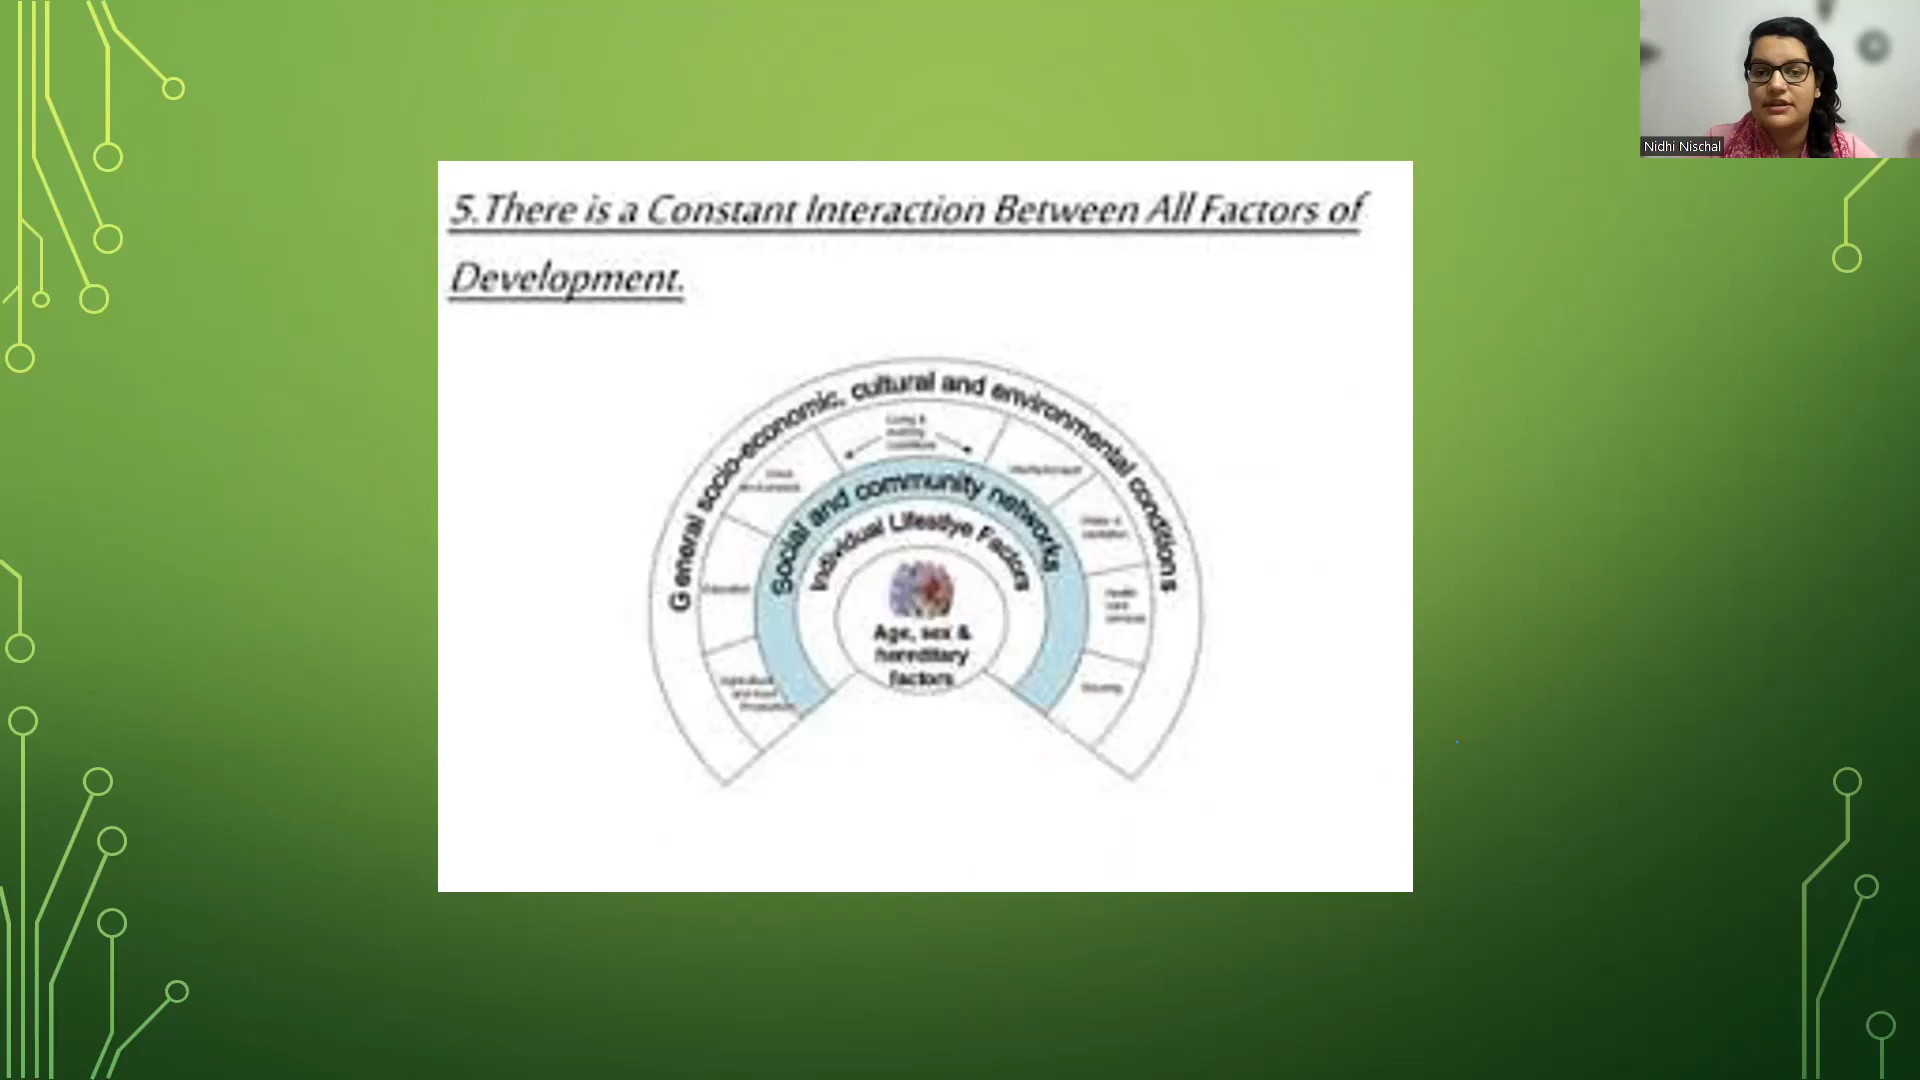 5. There is a Constant Interaction Between All Factors of
Development.
General socio-economic, cultural and environmental conditions
Social and community networks
Individual Lifestlye Factors
Age, sex &
hereditary
factors
Education
Housing
Nidhi Nischal